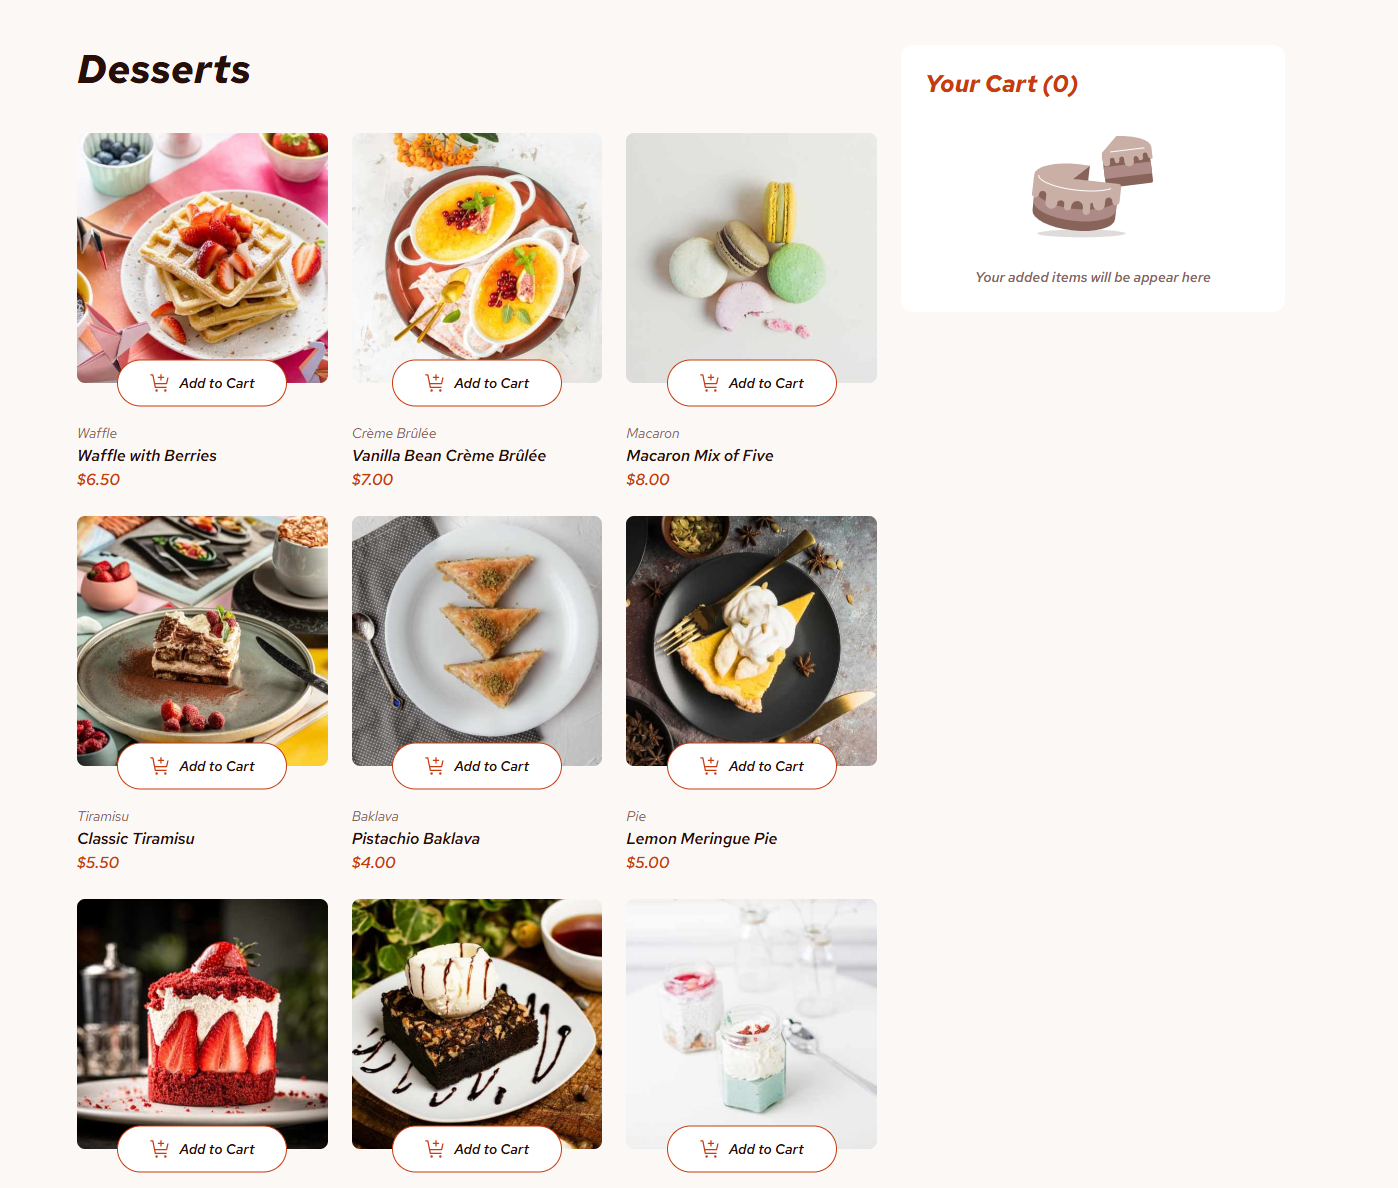 Desserts
Your Cart (0)
Your added items will be appear here
Add to Cart
Add to Cart
Add to Cart
Waffle
Waffle with Berries
$6.50
Crème Brûlée
Vanilla Bean Crème Brûlée
$7.00
Macaron
Macaron Mix of Five
$8.00
Add to Cart
Add to Cart
Add to Cart
Tiramisu
Classic Tiramisu
$5.50
Baklava
Pistachio Baklava
$4.00
Pie
Lemon Meringue Pie
$5.00
Add to Cart
Add to Cart
Add to Cart